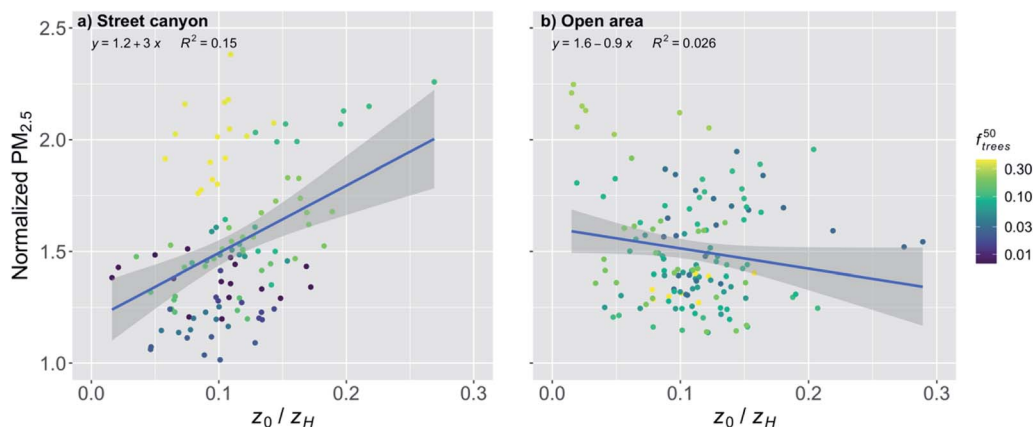 a) Street canyon
y = 1.2 + 3 x R² = 0.15
b) Open area
y = 1.6 − 0.9 x R² = 0.026
Normalized PM₂.₅
2.5
2.0
1.5
1.0
0.0 0.1 0.2 0.3
z₀ / z_H
0.0 0.1 0.2 0.3
z₀ / z_H
f⁵⁰trees
0.30
0.10
0.03
0.01